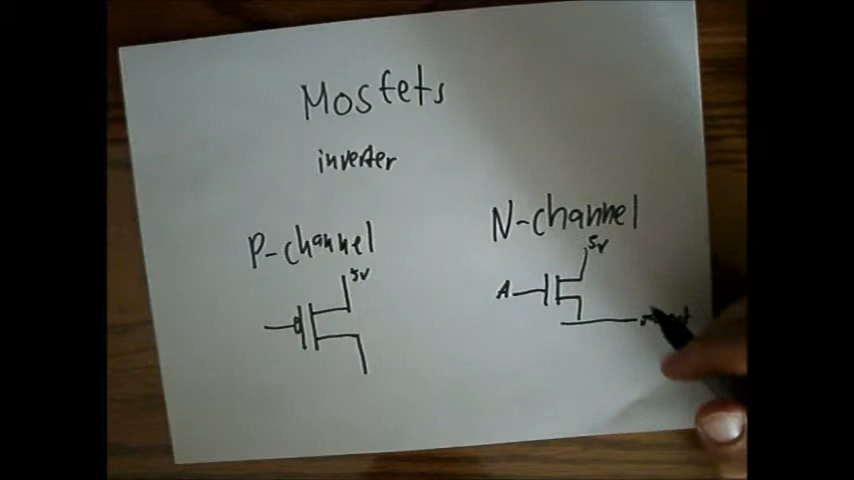 Mosfets
inverter
P-channel
N-channel
5V
5V
A